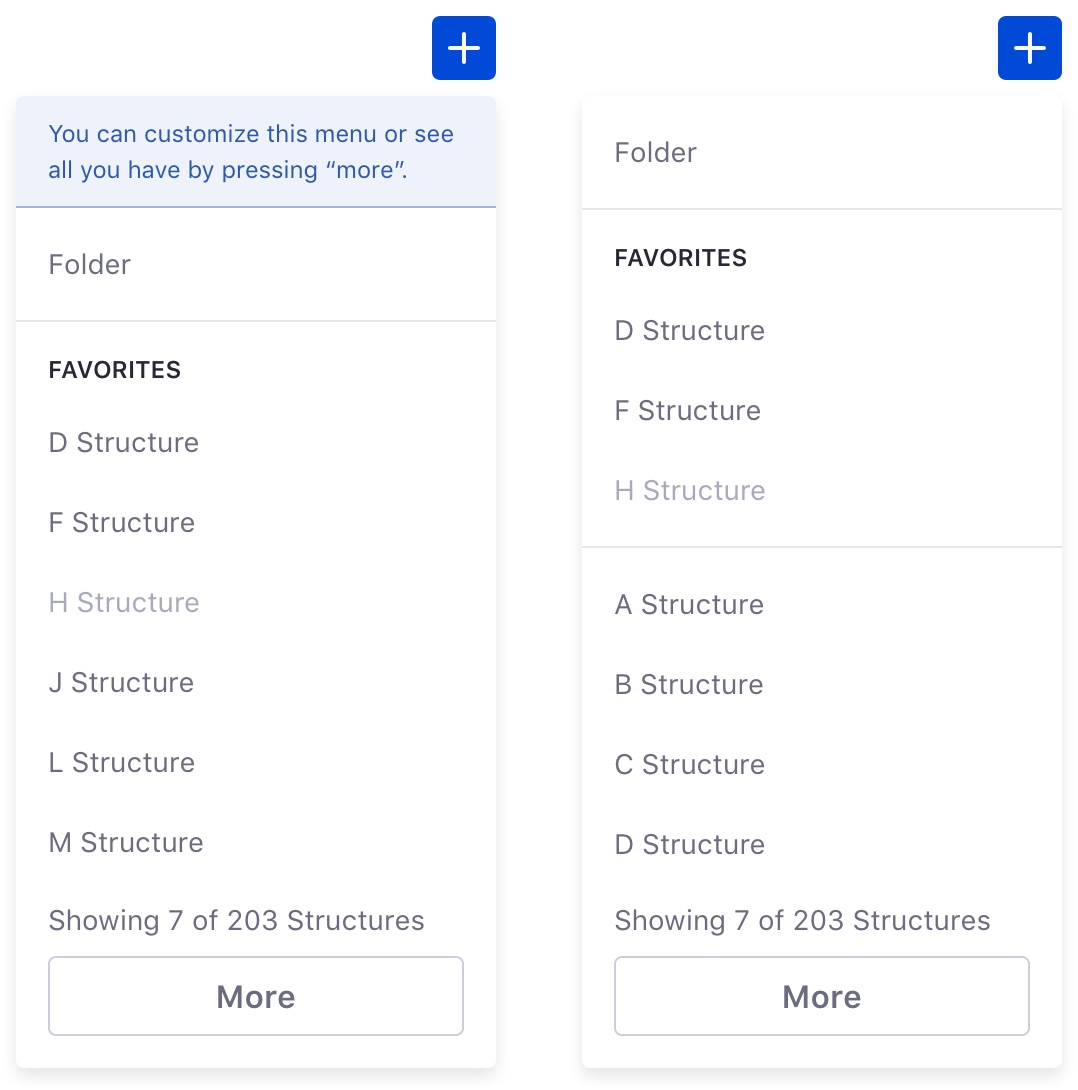 You can customize this menu or see
all you have by pressing “more”.
Folder
FAVORITES
D Structure
F Structure
H Structure
J Structure
L Structure
M Structure
Showing 7 of 203 Structures
More
Folder
FAVORITES
D Structure
F Structure
H Structure
A Structure
B Structure
C Structure
D Structure
Showing 7 of 203 Structures
More